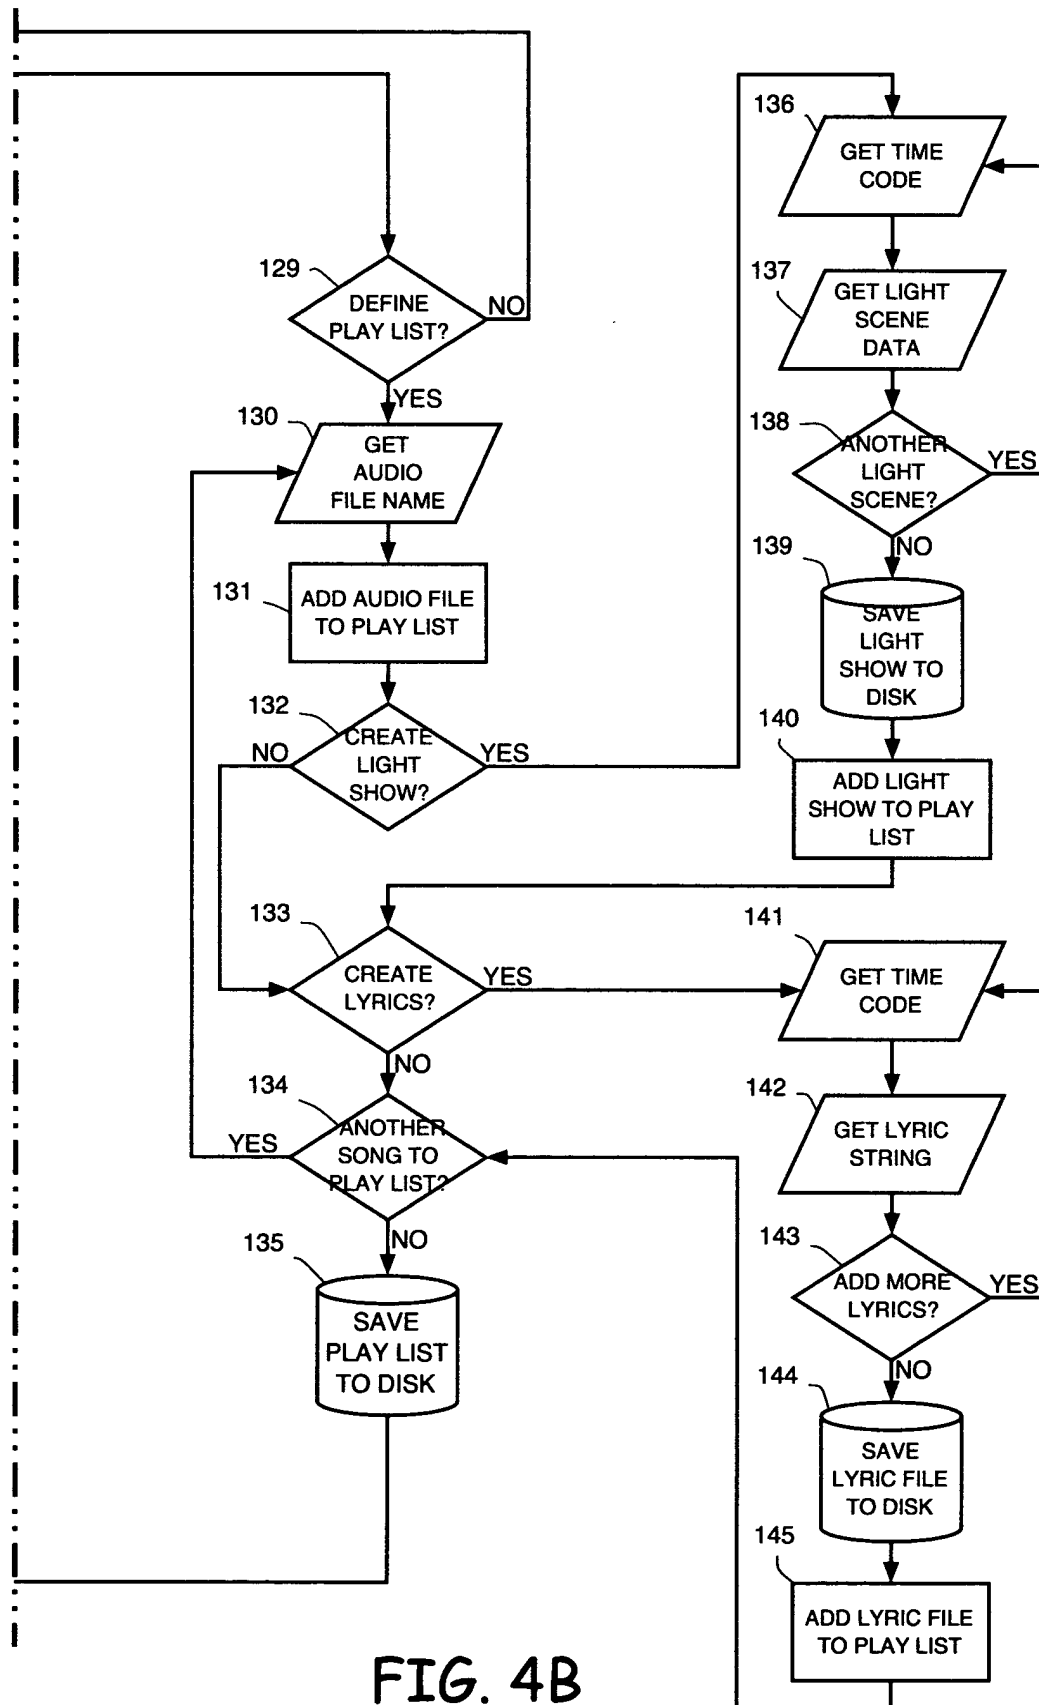 129
DEFINE
PLAY LIST?
NO
YES
130
GET
AUDIO
FILE NAME
131
ADD AUDIO FILE
TO PLAY LIST
132
CREATE
LIGHT
SHOW?
NO
YES
133
CREATE
LYRICS?
YES
NO
134
ANOTHER
SONG TO
PLAY LIST?
YES
NO
135
SAVE
PLAY LIST
TO DISK
136
GET TIME
CODE
137
GET LIGHT
SCENE
DATA
138
ANOTHER
LIGHT
SCENE?
YES
NO
139
SAVE
LIGHT
SHOW TO
DISK
140
ADD LIGHT
SHOW TO PLAY
LIST
141
GET TIME
CODE
142
GET LYRIC
STRING
143
ADD MORE
LYRICS?
YES
NO
144
SAVE
LYRIC FILE
TO DISK
145
ADD LYRIC FILE
TO PLAY LIST
FIG. 4B